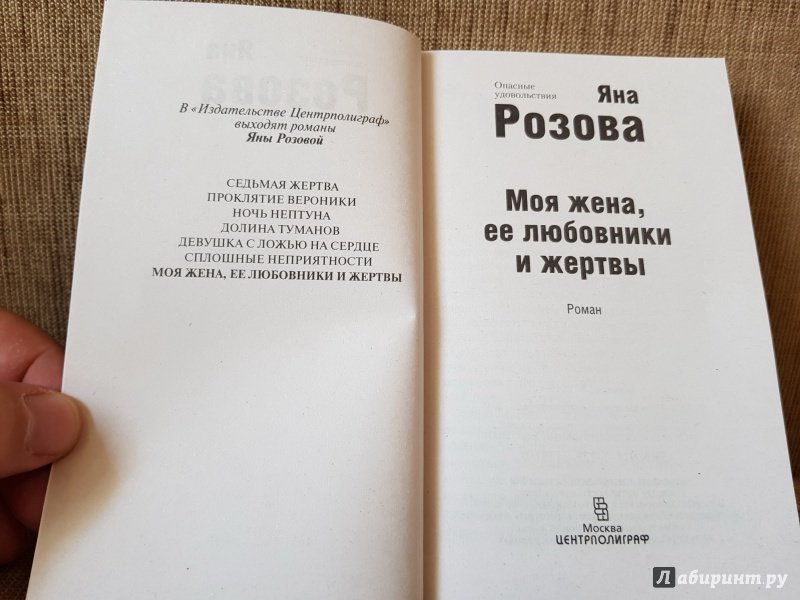 В «Издательстве Центрполиграф»
выходят романы
Яны Розовой
СЕДЬМАЯ ЖЕРТВА
ПРОКЛЯТИЕ ВЕРОНИКИ
НОЧЬ НЕПТУНА
ДОЛИНА ТУМАНОВ
ДЕВУШКА С ЛОЖЬЮ НА СЕРДЦЕ
СПЛОШНЫЕ НЕПРИЯТНОСТИ
МОЯ ЖЕНА, ЕЕ ЛЮБОВНИКИ И ЖЕРТВЫ
Опасные
удовольствия
Яна
РОЗОВА
Моя жена,
ее любовники
и жертвы
Роман
Москва
ЦЕНТРПОЛИГРАФ
Лабиринт.ру